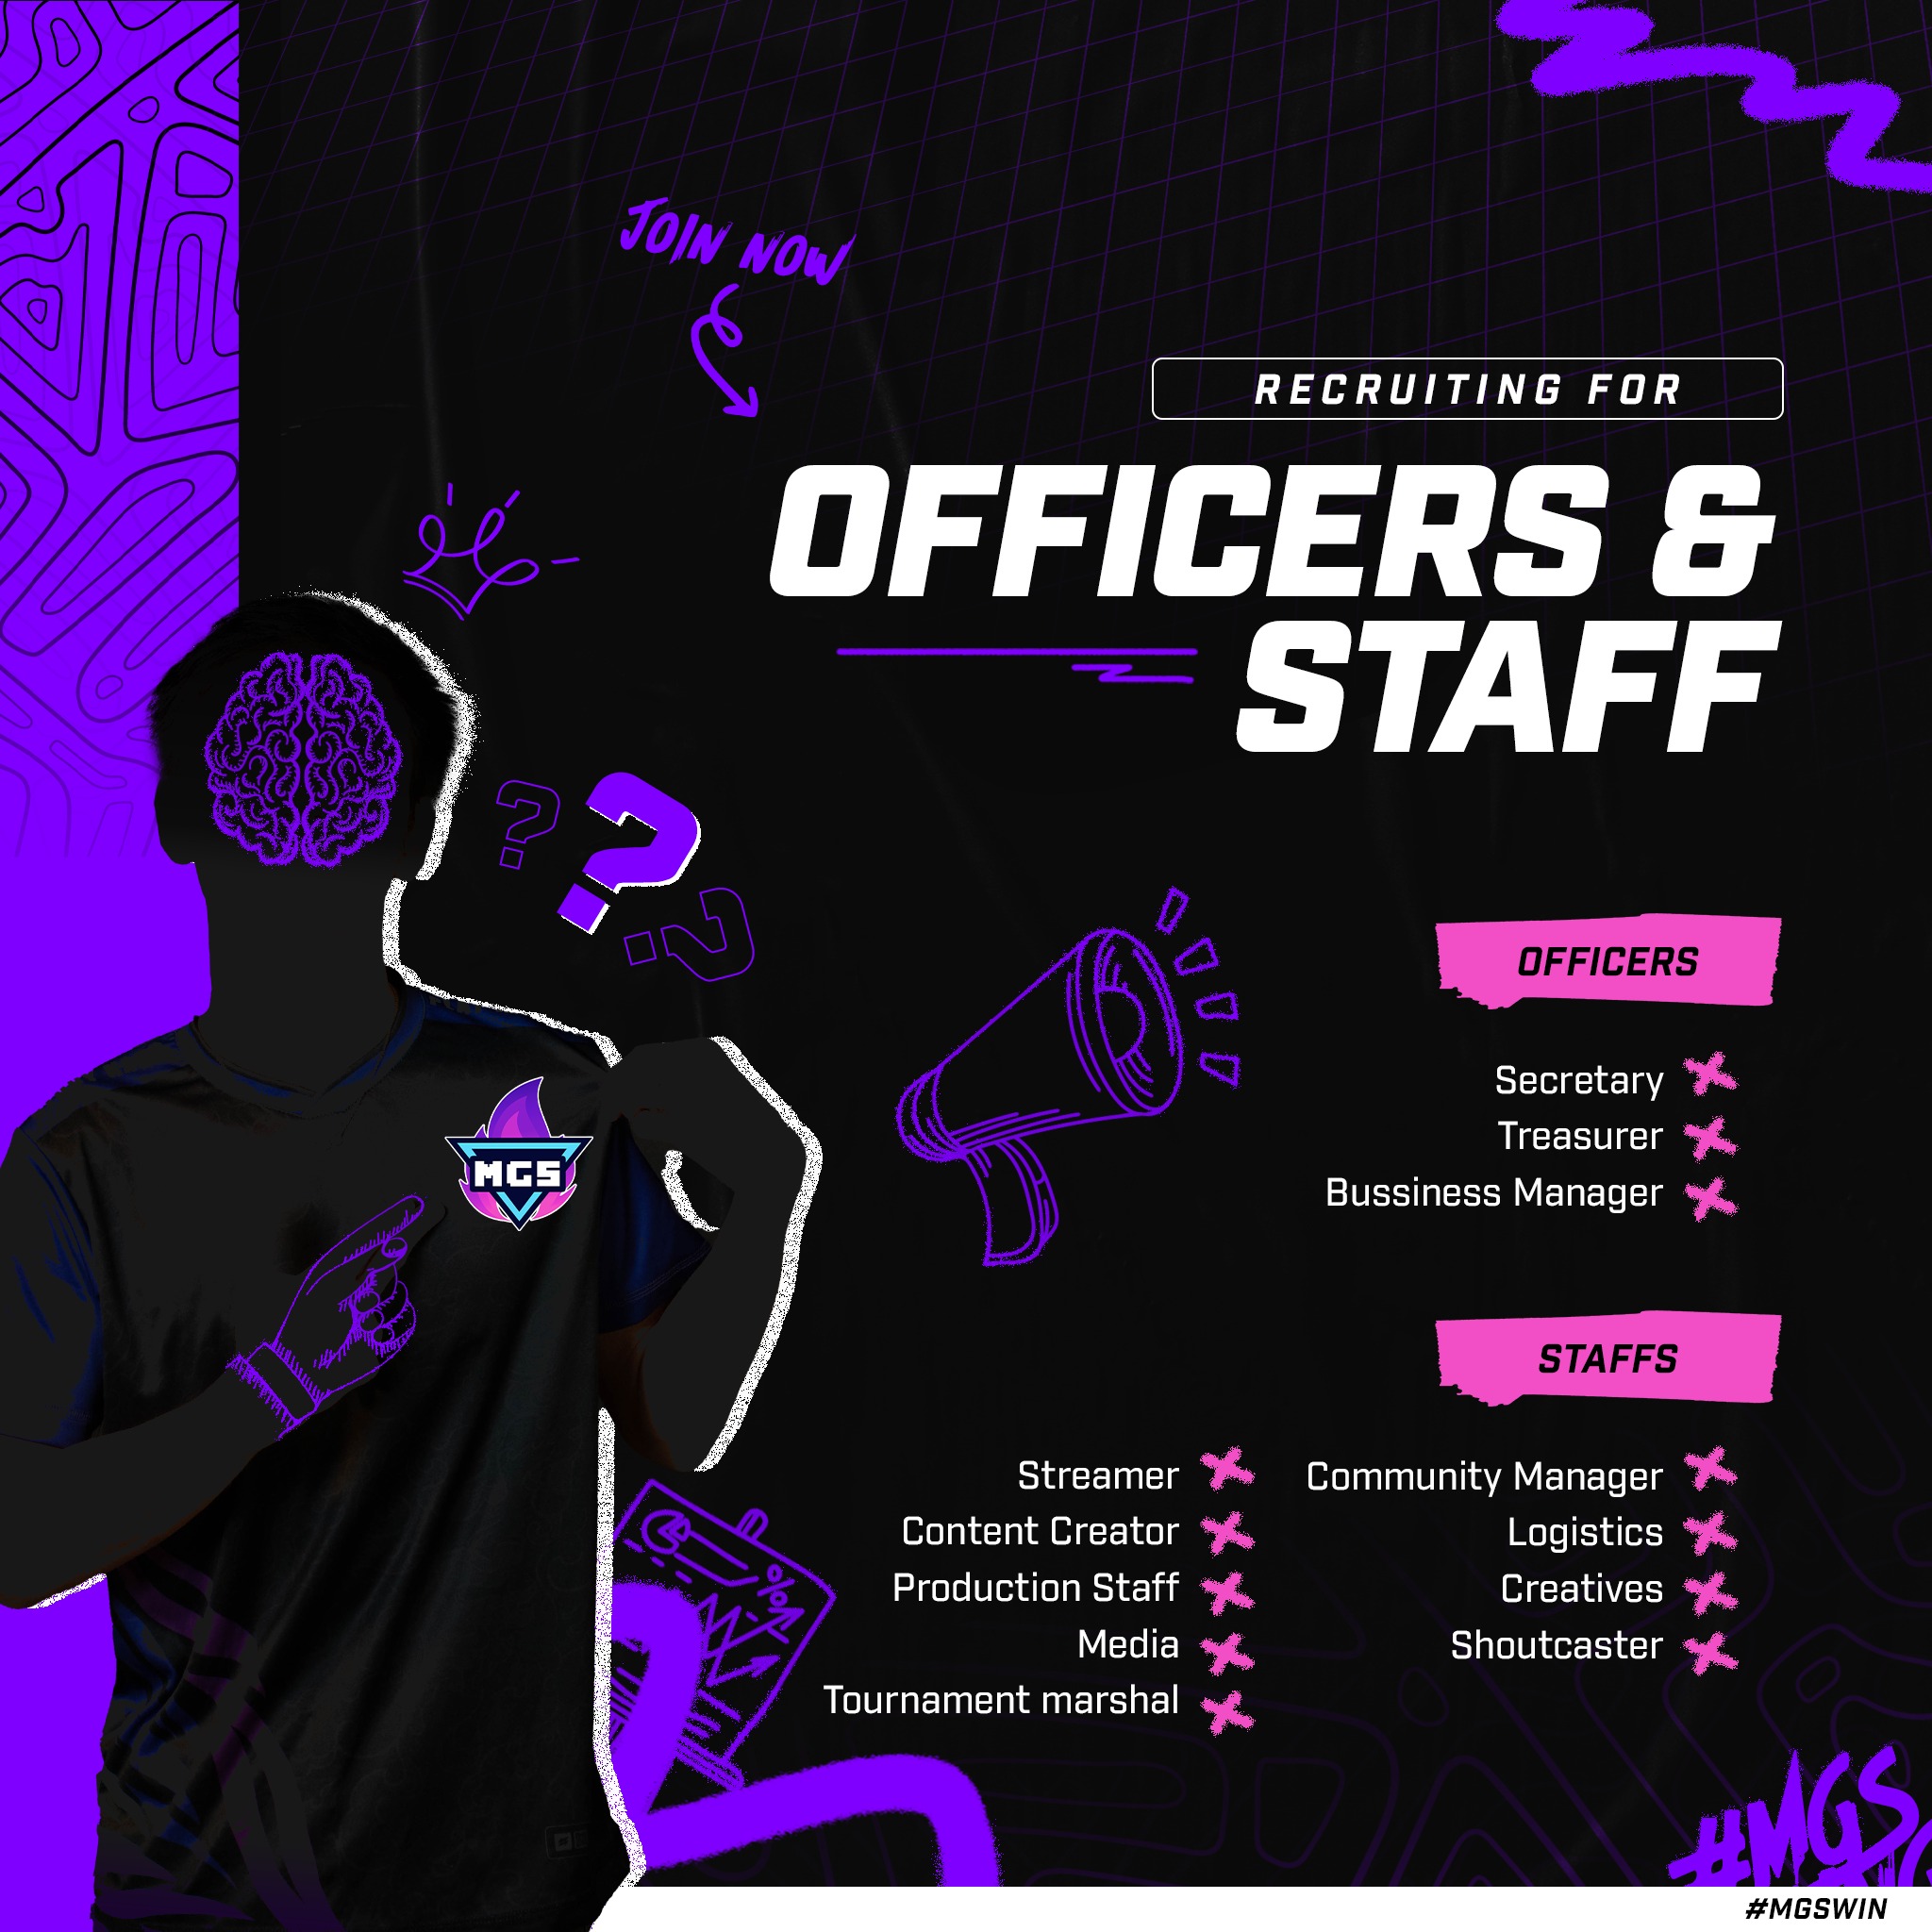 JOIN NOW
RECRUITING FOR
OFFICERS &
STAFF
? ? ?
OFFICERS
Secretary
Treasurer
Bussiness Manager
MGS
STAFFS
Streamer
Content Creator
Production Staff
Media
Tournament marshal
Community Manager
Logistics
Creatives
Shoutcaster
%
#MGS
#MGSWIN